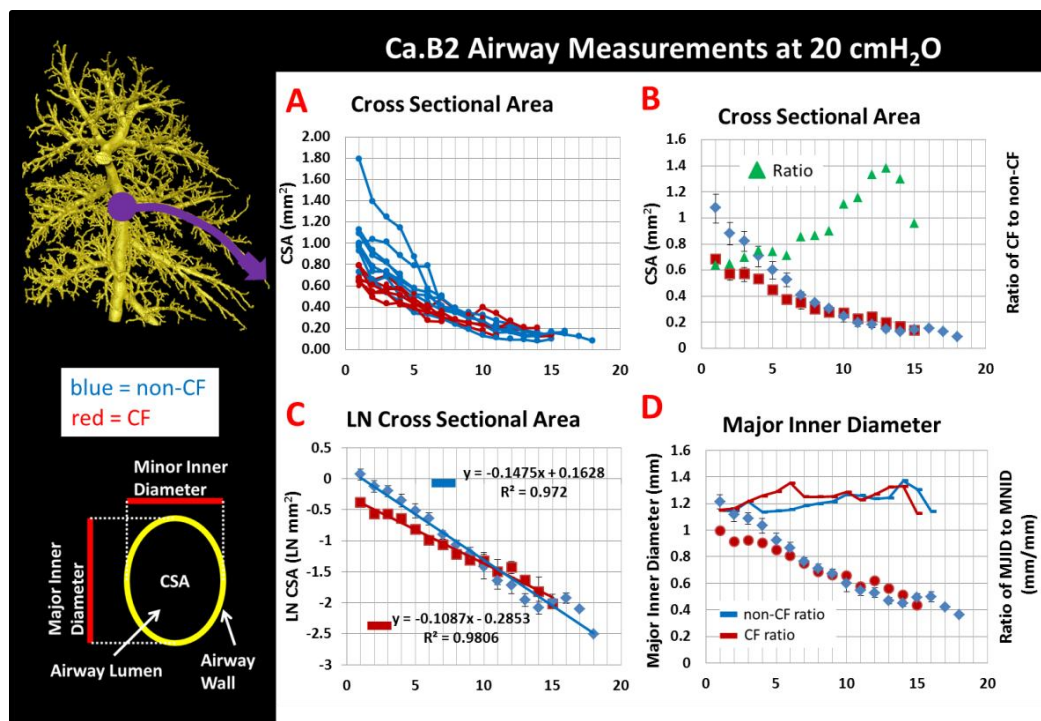 Ca.B2 Airway Measurements at 20 cmH₂O
blue = non-CF
red = CF
Minor Inner
Diameter
Major Inner
Diameter
CSA
Airway Lumen
Airway
Wall
A
Cross Sectional Area
CSA (mm²)
2.00
1.80
1.60
1.40
1.20
1.00
0.80
0.60
0.40
0.20
0.00
0 5 10 15 20
B
Cross Sectional Area
Ratio
CSA (mm²)
1.6
1.4
1.2
1
0.8
0.6
0.4
0.2
0
0 5 10 15 20
Ratio of CF to non-CF
C
LN Cross Sectional Area
LN CSA (LN mm²)
0.5
0
-0.5
-1
-1.5
-2
-2.5
-3
y = -0.1475x + 0.1628
R² = 0.972
y = -0.1087x - 0.2853
R² = 0.9806
0 5 10 15 20
D
Major Inner Diameter
Major Inner Diameter (mm)
1.6
1.4
1.2
1
0.8
0.6
0.4
0.2
0
non-CF ratio
CF ratio
0 5 10 15 20
Ratio of MJID to MNID
(mm/mm)